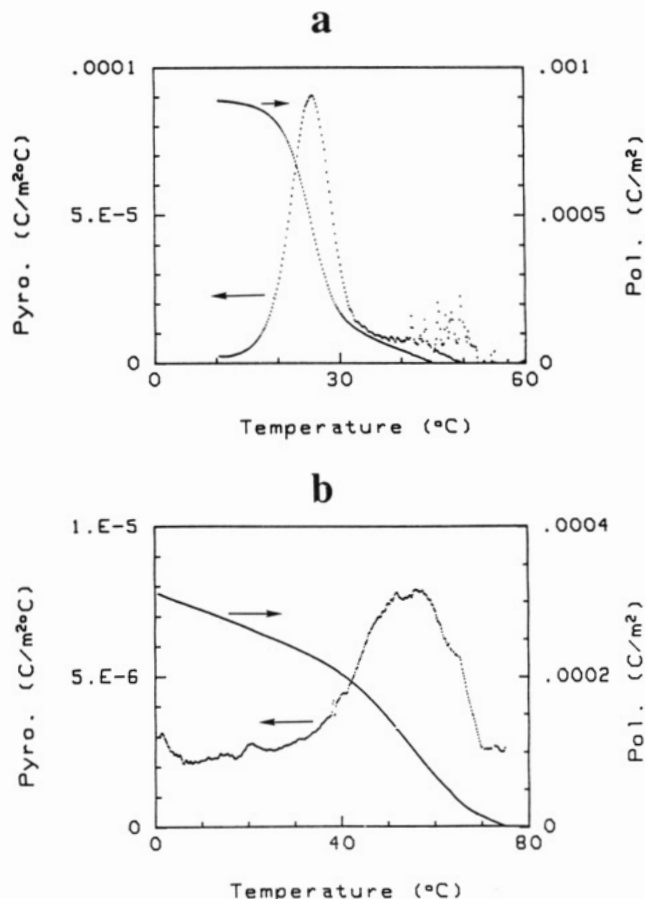 a
.0001
.001
5.E-5
.0005
0
0
0
30
60
Pyro. (C/m²°C)
Pol. (C/m²)
Temperature (°C)
b
1.E-5
.0004
5.E-6
.0002
0
0
0
40
80
Pyro. (C/m²°C)
Pol. (C/m²)
Temperature (°C)